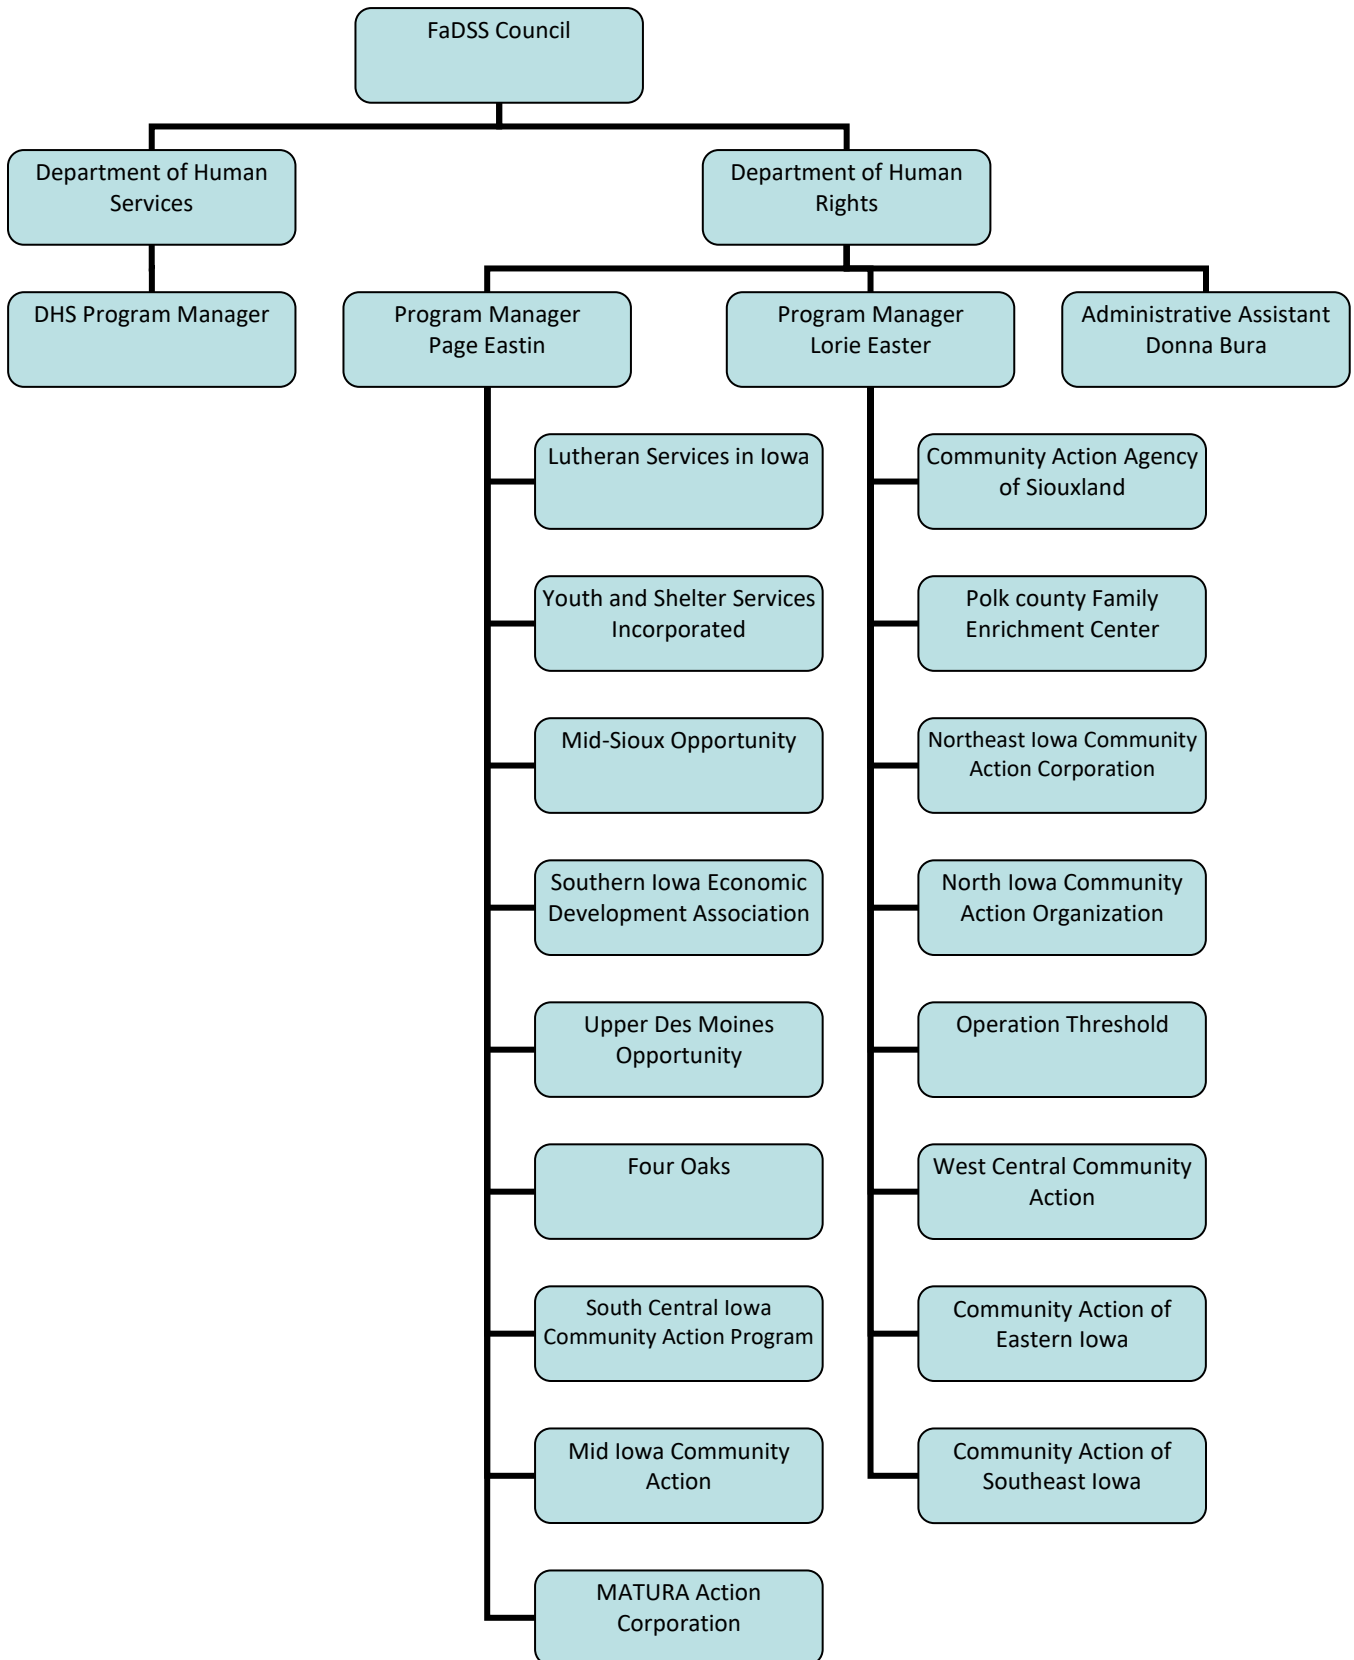 FaDSS Council
Department of Human
Services
Department of Human
Rights
DHS Program Manager
Program Manager
Page Eastin
Program Manager
Lorie Easter
Administrative Assistant
Donna Bura
Lutheran Services in Iowa
Community Action Agency
of Siouxland
Youth and Shelter Services
Incorporated
Polk county Family
Enrichment Center
Mid-Sioux Opportunity
Northeast Iowa Community
Action Corporation
Southern Iowa Economic
Development Association
North Iowa Community
Action Organization
Upper Des Moines
Opportunity
Operation Threshold
Four Oaks
West Central Community
Action
South Central Iowa
Community Action Program
Community Action of
Eastern Iowa
Mid Iowa Community
Action
Community Action of
Southeast Iowa
MATURA Action
Corporation